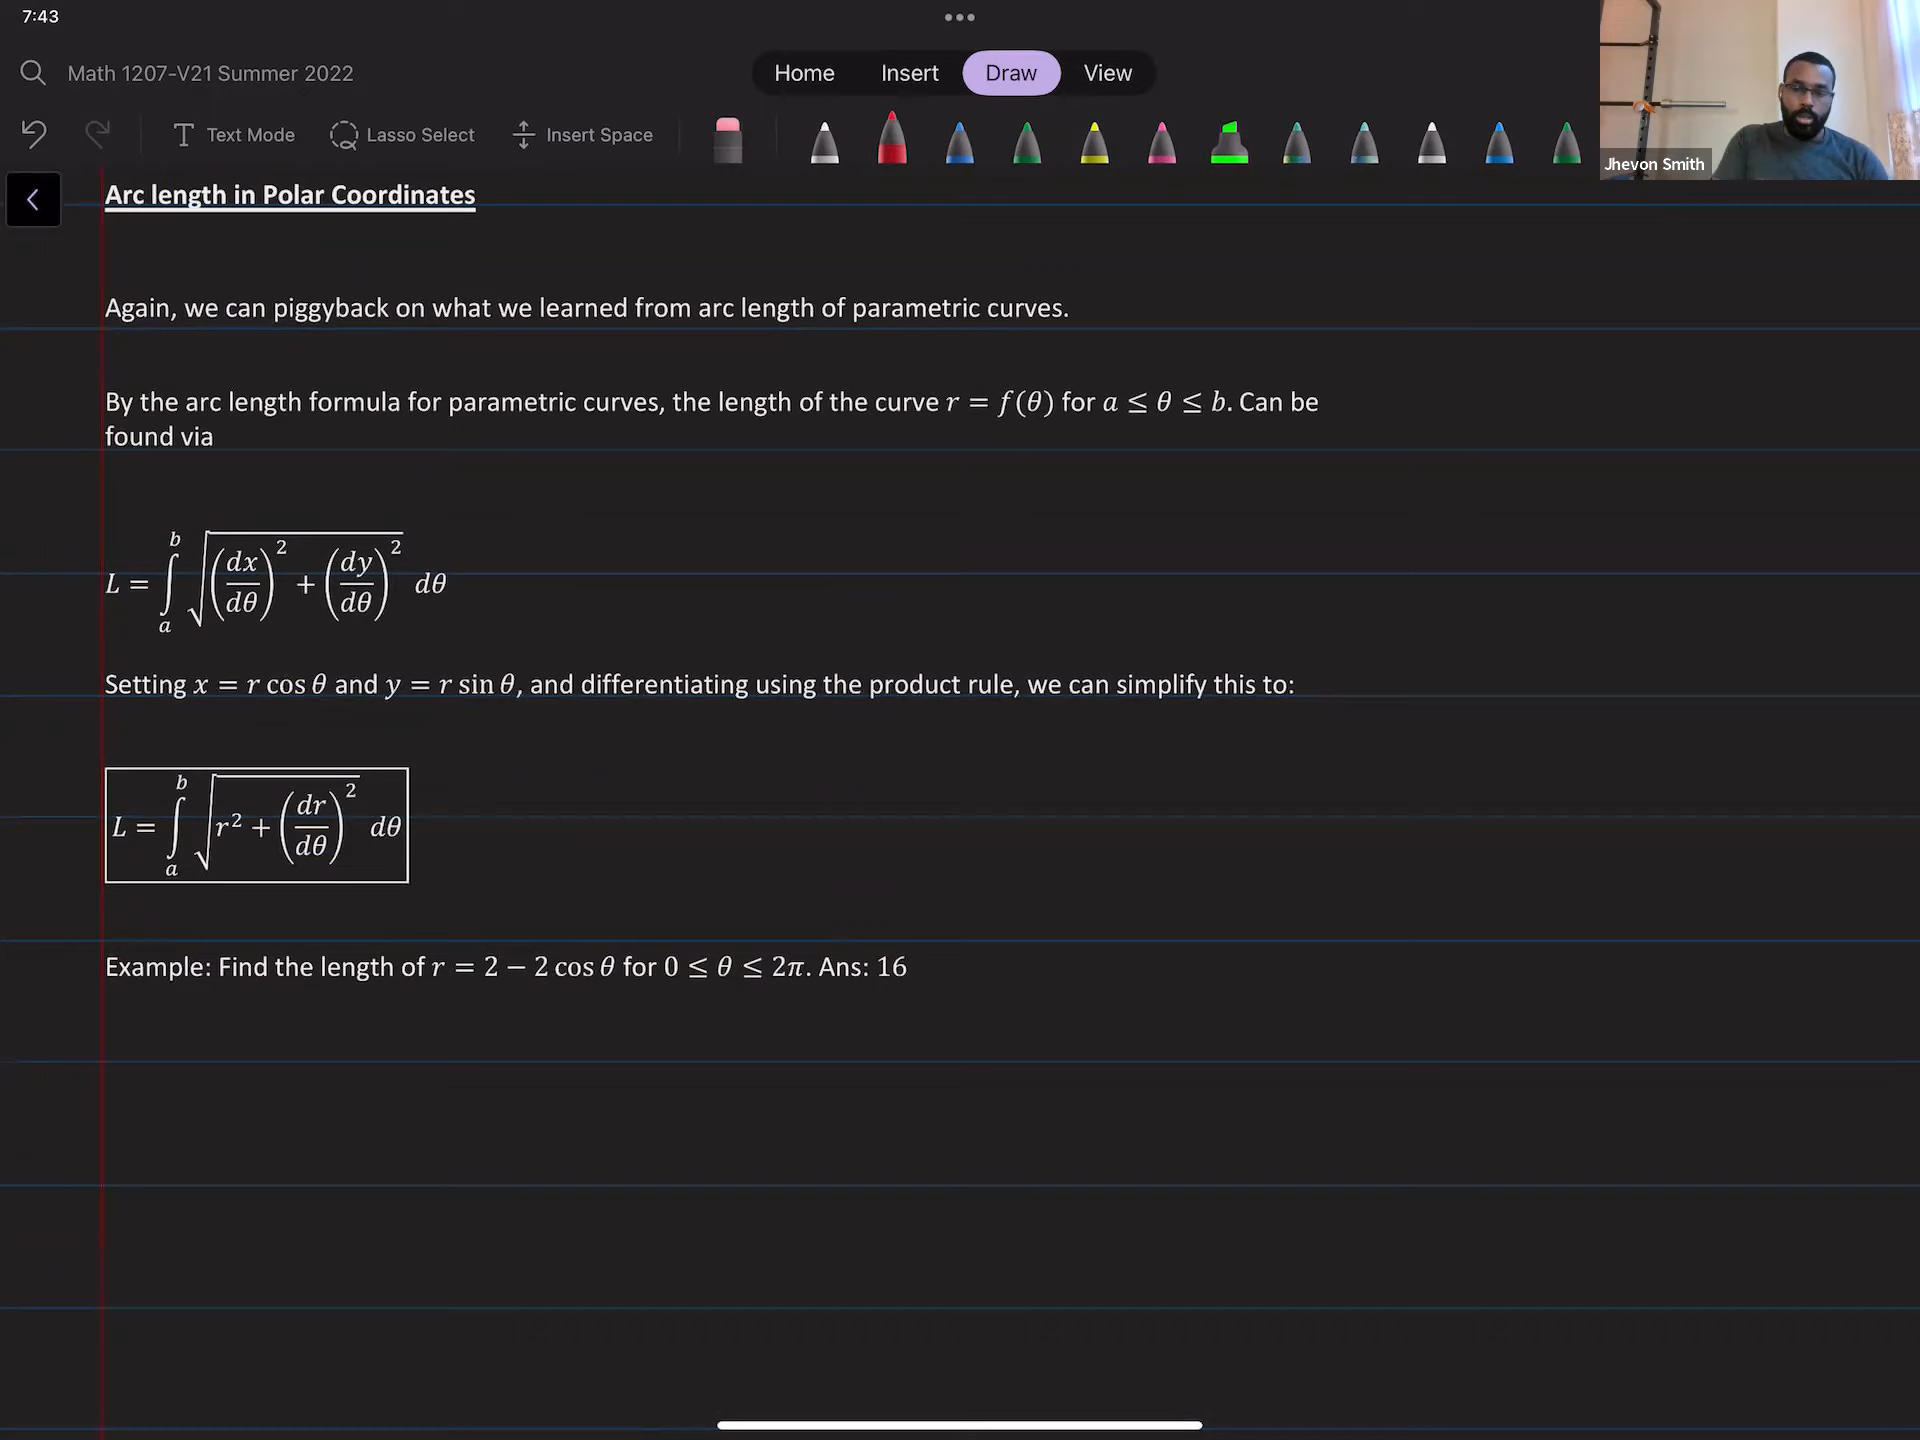 7:43
Math 1207-V21 Summer 2022
Home Insert Draw View
Text Mode Lasso Select Insert Space
Jhevon Smith
Arc length in Polar Coordinates
Again, we can piggyback on what we learned from arc length of parametric curves.
By the arc length formula for parametric curves, the length of the curve r = f(θ) for a ≤ θ ≤ b. Can be
found via
L = ∫_a^b √((dx/dθ)² + (dy/dθ)²) dθ
Setting x = r cos θ and y = r sin θ, and differentiating using the product rule, we can simplify this to:
L = ∫_a^b √(r² + (dr/dθ)²) dθ
Example: Find the length of r = 2 − 2 cos θ for 0 ≤ θ ≤ 2π. Ans: 16